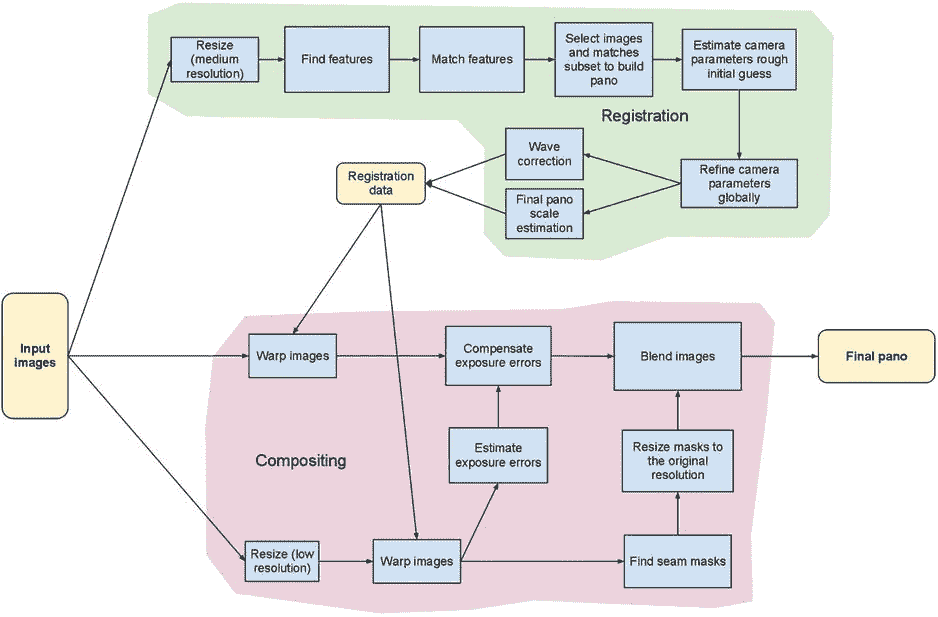 Resize
(medium
resolution)
Find features
Match features
Select images
and matches
subset to build
pano
Estimate camera
parameters rough
initial guess
Registration
Wave
correction
Refine camera
parameters
globally
Registration
data
Final pano
scale
estimation
Input
images
Warp images
Compensate
exposure errors
Blend images
Final pano
Compositing
Estimate
exposure errors
Resize masks to
the original
resolution
Resize (low
resolution)
Warp images
Find seam masks